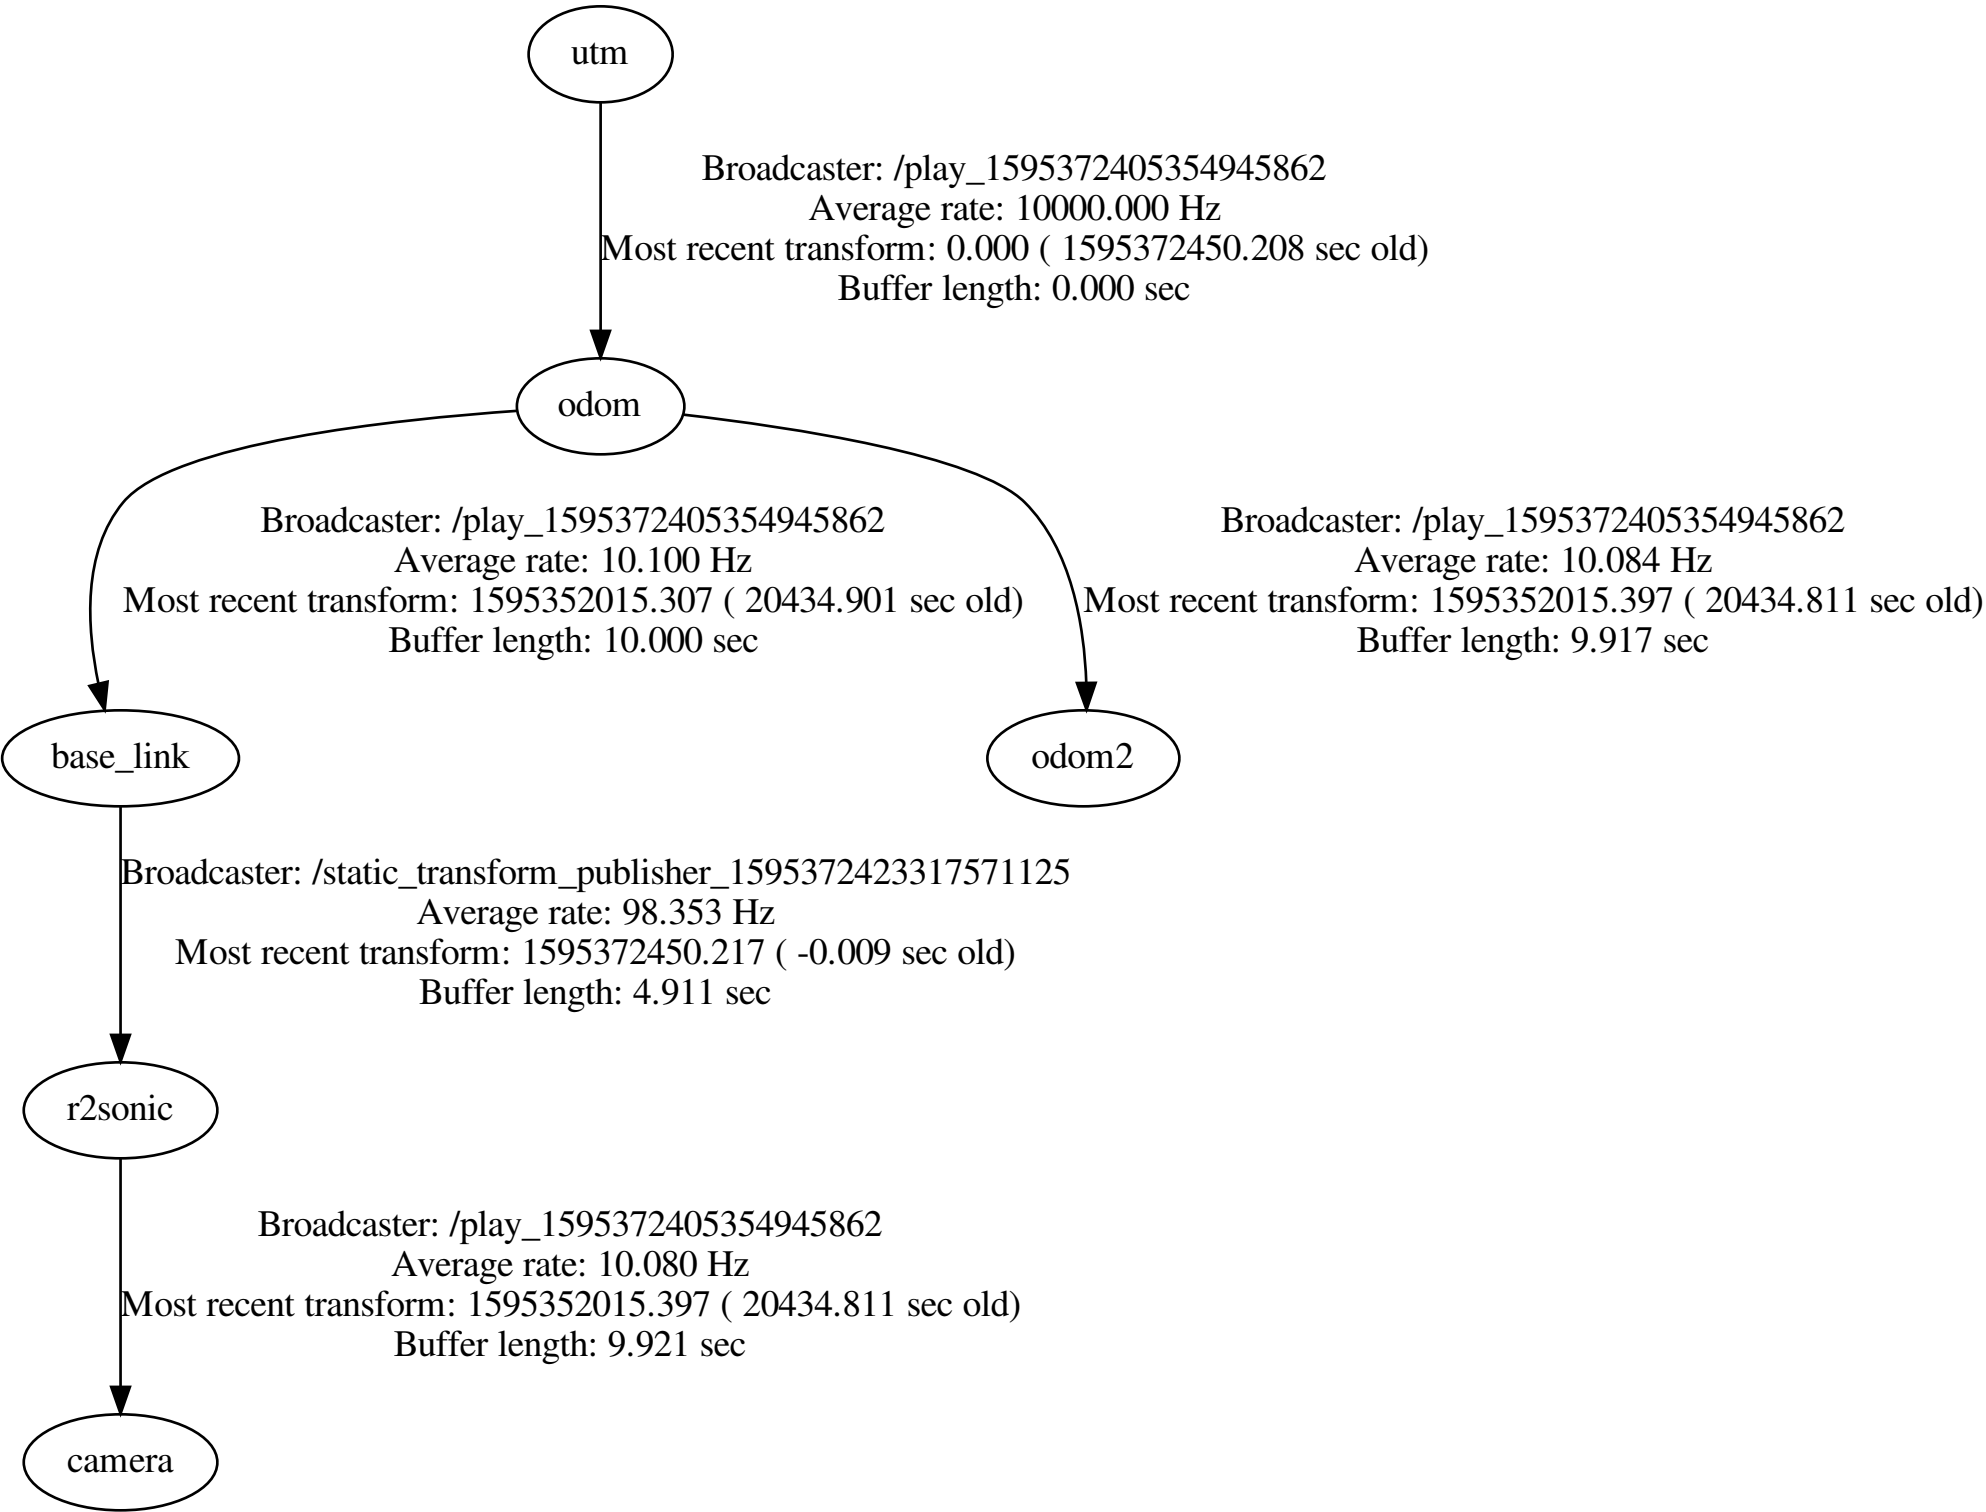 utm
Broadcaster: /play_1595372405354945862
Average rate: 10000.000 Hz
Most recent transform: 0.000 ( 1595372450.208 sec old)
Buffer length: 0.000 sec
odom
Broadcaster: /play_1595372405354945862
Average rate: 10.100 Hz
Most recent transform: 1595352015.307 ( 20434.901 sec old)
Buffer length: 10.000 sec
Broadcaster: /play_1595372405354945862
Average rate: 10.084 Hz
Most recent transform: 1595352015.397 ( 20434.811 sec old)
Buffer length: 9.917 sec
base_link
odom2
Broadcaster: /static_transform_publisher_1595372423317571125
Average rate: 98.353 Hz
Most recent transform: 1595372450.217 ( -0.009 sec old)
Buffer length: 4.911 sec
r2sonic
Broadcaster: /play_1595372405354945862
Average rate: 10.080 Hz
Most recent transform: 1595352015.397 ( 20434.811 sec old)
Buffer length: 9.921 sec
camera